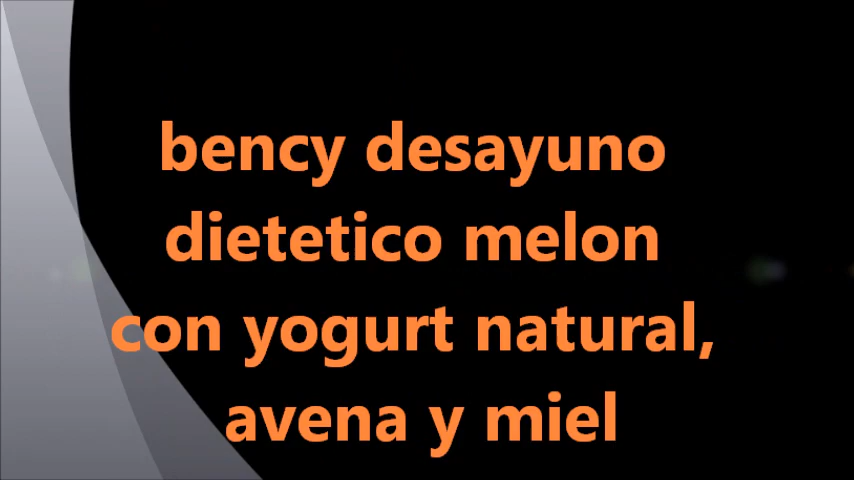 bency desayuno
dietetico melon
con yogurt natural,
avena y miel